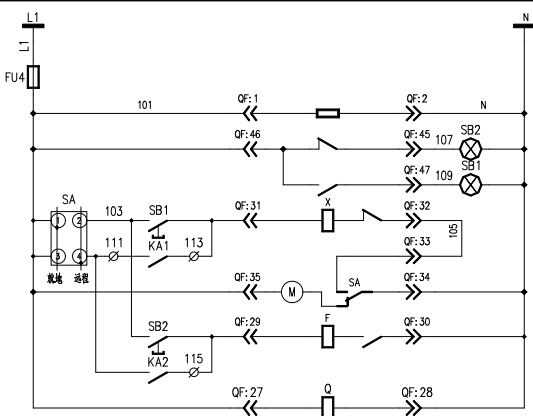 L1 N
L1
FU4
101 QF:1 QF:2 N
QF:46 QF:45 107 SB2
QF:47 109 SB1
SA
1 2 103 SB1 QF:31 X QF:32
3 4 111 KA1 113 QF:33 105
就地 远程
QF:35 M SA QF:34
SB2 QF:29 F QF:30
KA2 115
QF:27 Q QF:28